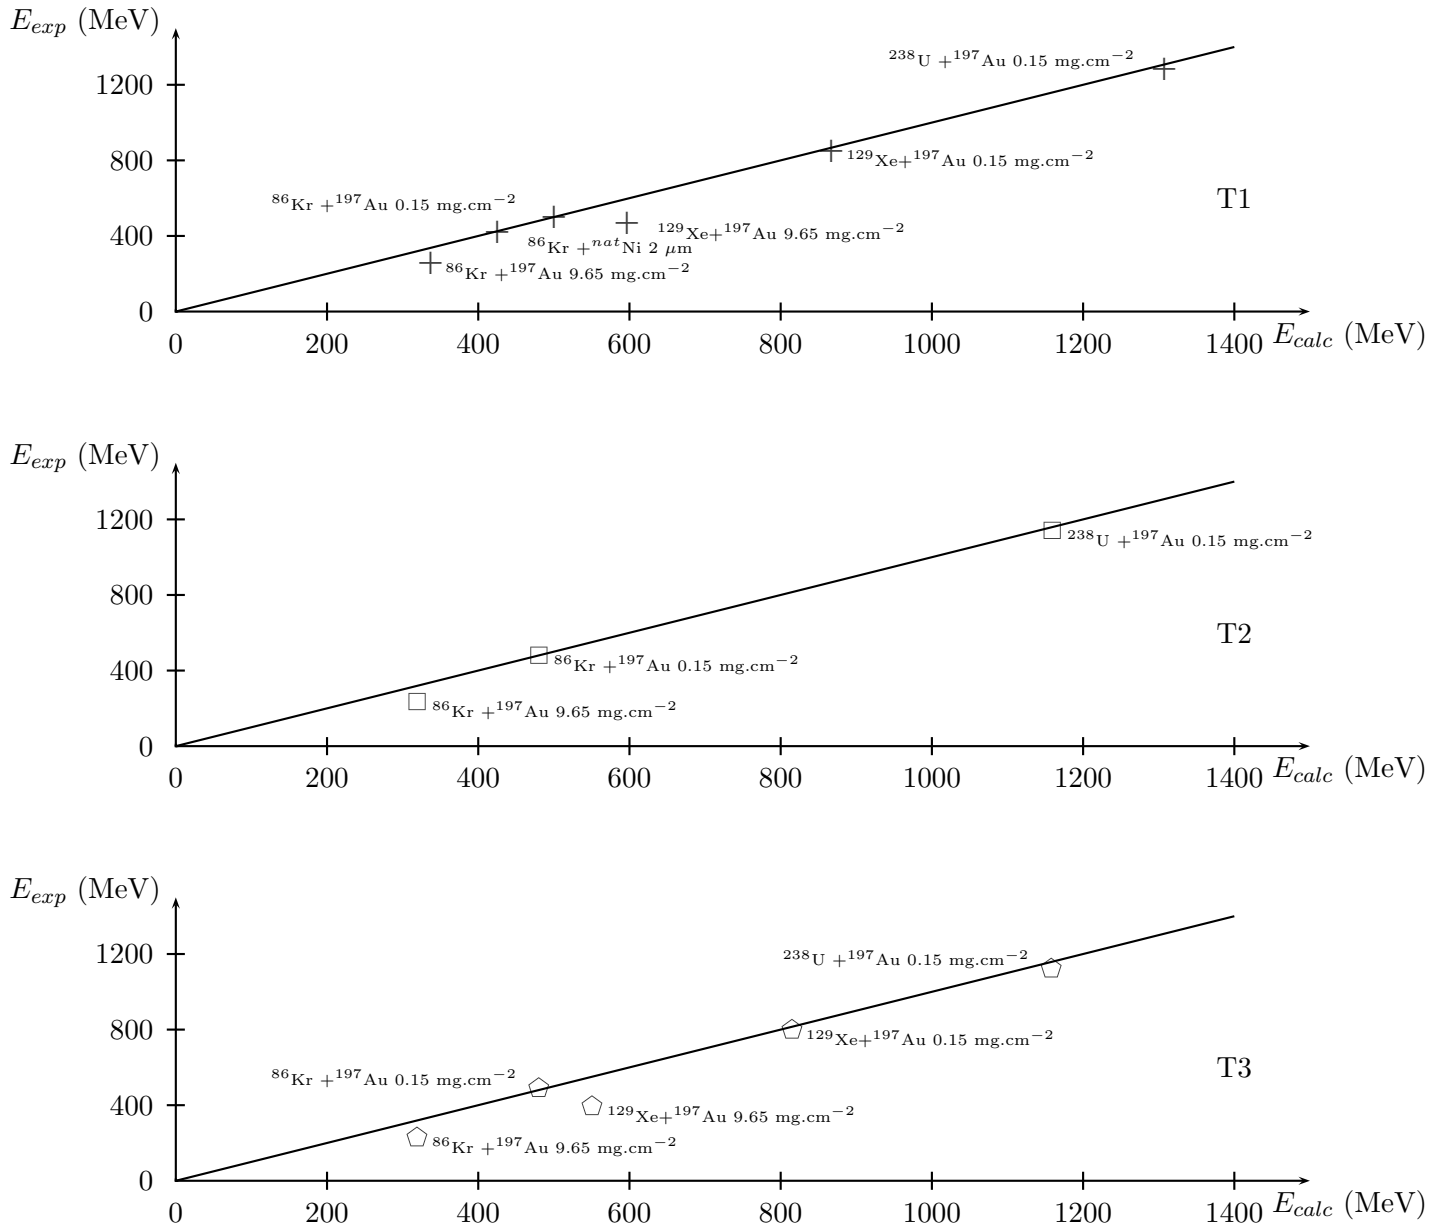 E_exp (MeV)
1200
800
400
0
²³⁸U +¹⁹⁷Au 0.15 mg.cm⁻²
¹²⁹Xe+¹⁹⁷Au 0.15 mg.cm⁻²
T1
⁸⁶Kr +¹⁹⁷Au 0.15 mg.cm⁻²
¹²⁹Xe+¹⁹⁷Au 9.65 mg.cm⁻²
⁸⁶Kr +ⁿᵃᵗNi 2 μm
⁸⁶Kr +¹⁹⁷Au 9.65 mg.cm⁻²
0 200 400 600 800 1000 1200 1400 E_calc (MeV)
E_exp (MeV)
1200
800
400
0
²³⁸U +¹⁹⁷Au 0.15 mg.cm⁻²
T2
⁸⁶Kr +¹⁹⁷Au 0.15 mg.cm⁻²
⁸⁶Kr +¹⁹⁷Au 9.65 mg.cm⁻²
0 200 400 600 800 1000 1200 1400 E_calc (MeV)
E_exp (MeV)
1200
800
400
0
²³⁸U +¹⁹⁷Au 0.15 mg.cm⁻²
¹²⁹Xe+¹⁹⁷Au 0.15 mg.cm⁻²
T3
⁸⁶Kr +¹⁹⁷Au 0.15 mg.cm⁻²
¹²⁹Xe+¹⁹⁷Au 9.65 mg.cm⁻²
⁸⁶Kr +¹⁹⁷Au 9.65 mg.cm⁻²
0 200 400 600 800 1000 1200 1400 E_calc (MeV)